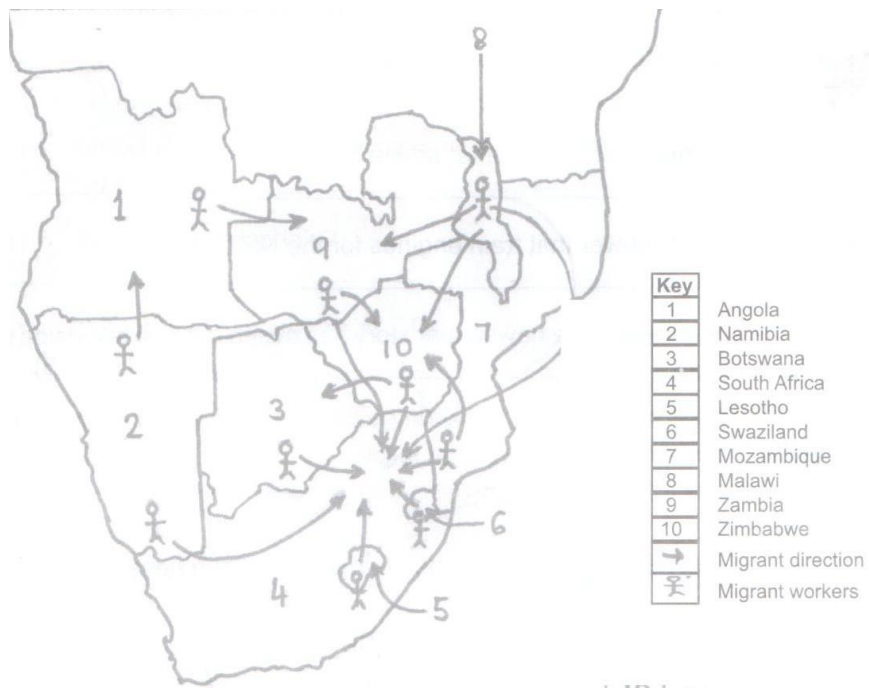 8
1
9
7
10
3
2
6
4
5
Key
1 Angola
2 Namibia
3 Botswana
4 South Africa
5 Lesotho
6 Swaziland
7 Mozambique
8 Malawi
9 Zambia
10 Zimbabwe
Migrant direction
Migrant workers